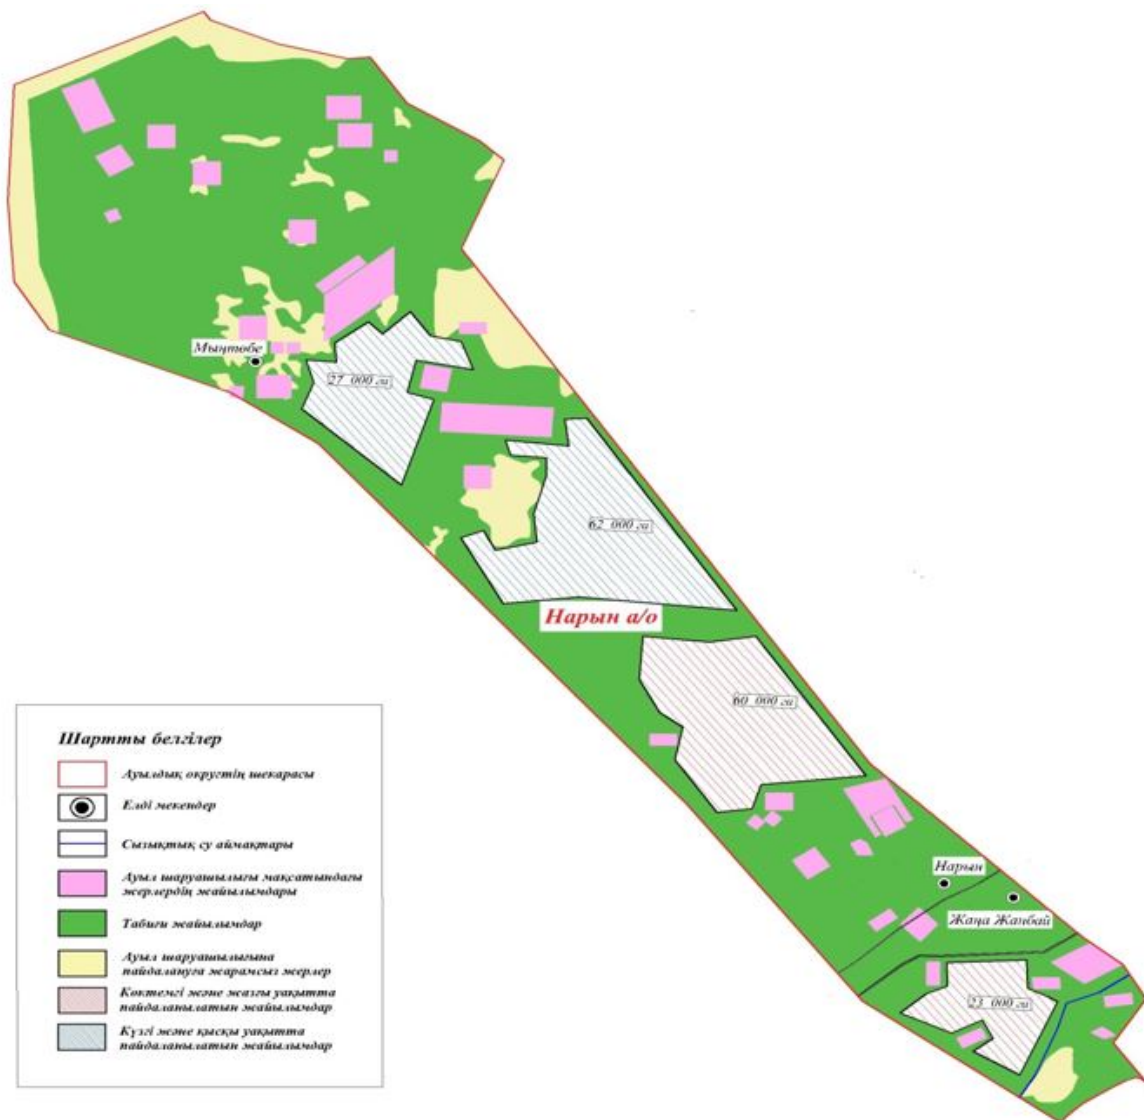 Мыңтөбе
27 000 га
62 000 га
Нарын а/о
60 000 га
Нарын
Жаңа Жанбай
23 000 га
Шартты белгілер
Ауылдық округтің шекарасы
Елді мекендер
Сызықтық су аймақтары
Ауыл шаруашылығы мақсатындағы
жерлердің жайылымдары
Табиғи жайылымдар
Ауыл шаруашылығына
пайдалануға жарамсыз жерлер
Көктемгі және жазғы уақытта
пайдаланылатын жайылымдар
Күзгі және қысқы уақытта
пайдаланылатын жайылымдар